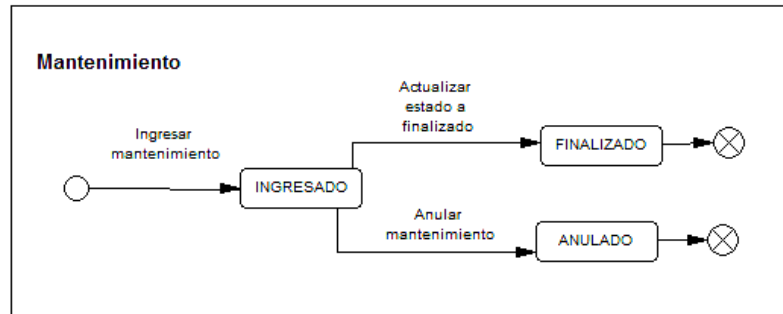 Mantenimiento
Ingresar
mantenimiento
INGRESADO
Actualizar
estado a
finalizado
FINALIZADO
Anular
mantenimiento
ANULADO